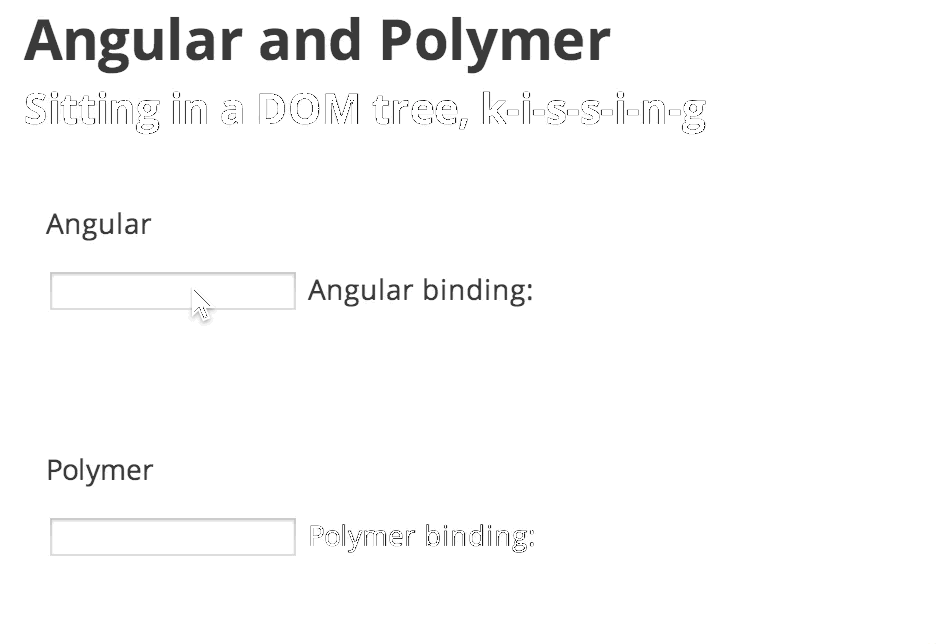 Angular and Polymer
Sitting in a DOM tree, k-i-s-s-i-n-g
Angular
Angular binding:
Polymer
Polymer binding: